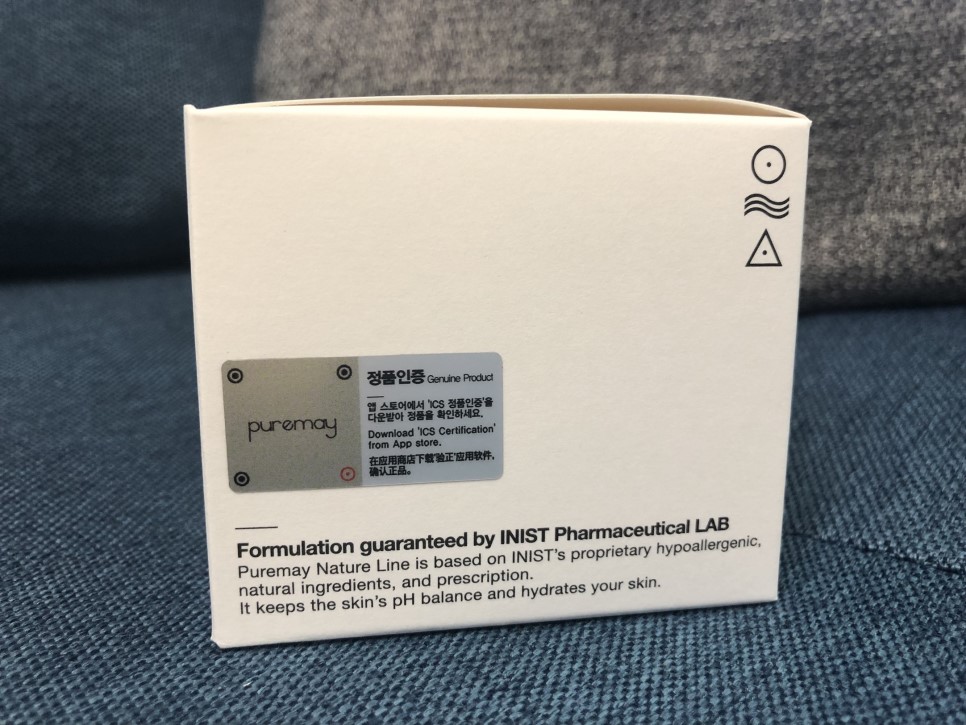 puremay
정품인증 Genuine Product
앱 스토어에서 'ICS 정품인증'을
다운받아 정품을 확인하세요.
Download 'ICS Certification'
from App store.
在应用商店下载'验正'应用软件,
确认正品。
Formulation guaranteed by INIST Pharmaceutical LAB
Puremay Nature Line is based on INIST's proprietary hypoallergenic,
natural ingredients, and prescription.
It keeps the skin's pH balance and hydrates your skin.